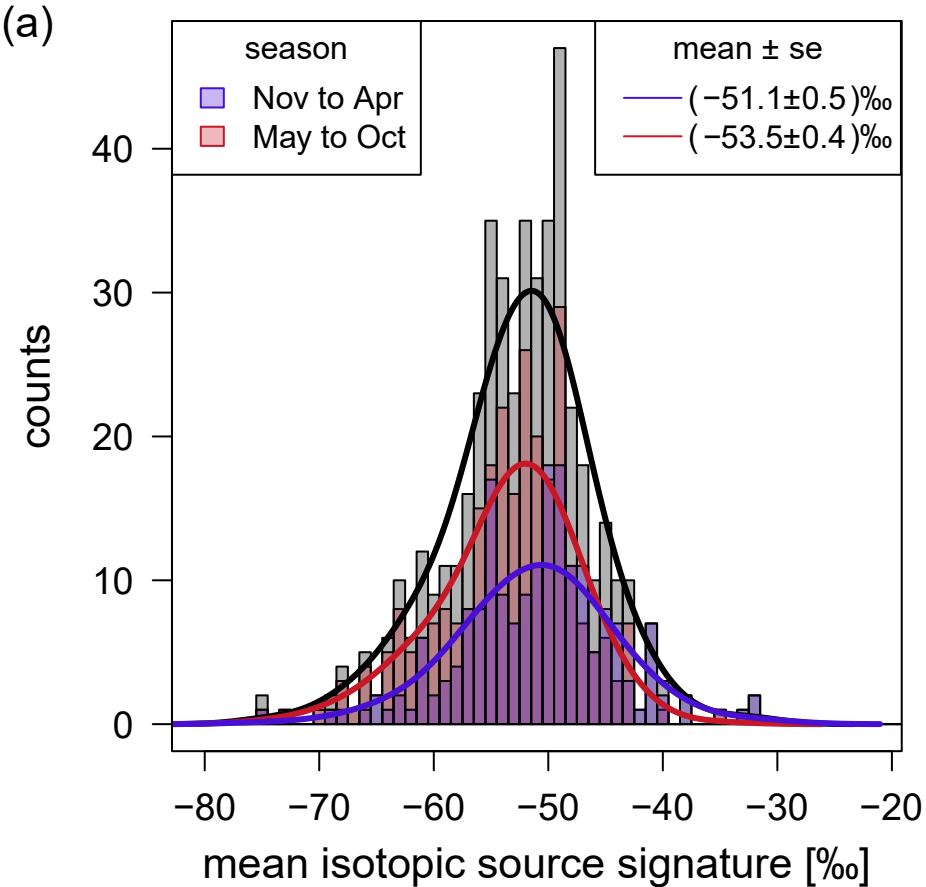 (a)
season
Nov to Apr
May to Oct
mean ± se
(−51.1±0.5)‰
(−53.5±0.4)‰
counts
40
30
20
10
0
−80 −70 −60 −50 −40 −30 −20
mean isotopic source signature [‰]